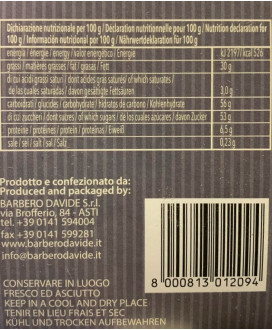 Dichiarazione nutrizionale per 100 g / Déclaration nutritionnelle pour 100 g / Nutrition declaration for
100 g / Información nutricional por 100 g / Nährwertdeklaration für 100 g
energia / énergie / energy / valor energético / Energie kJ 2197/ kcal 526
grassi / matières grasses / fat / grasas / Fett 30 g
di cui acidi grassi saturi / dont acides gras saturés / of which saturates /
de las cuales saturadas / davon gesättigte Fettsäuren 3,0 g
carboidrati / glucides / carbohydrate / hidratos de carbono / Kohlenhydrate 56 g
di cui zuccheri / dont sucres / of which sugars / de los cuales azúcares / davon Zucker 53 g
proteine / protéines / protein / proteínas / Eiweiß 6,5 g
sale / sel / salt / sal / Salz 0,23 g
Prodotto e confezionato da:
Produced and packaged by:
BARBERO DAVIDE S.r.l.
via Brofferio, 84 - ASTI
tel. +39 0141 594004
fax +39 0141 599281
www.barberodavide.it
info@barberodavide.it
8 000813 012094
CONSERVARE IN LUOGO
FRESCO ED ASCIUTTO
KEEP IN A COOL AND DRY PLACE
TENIR EN LIEU FRAIS ET SEC
KÜHL UND TROCKEN AUFBEWAHREN